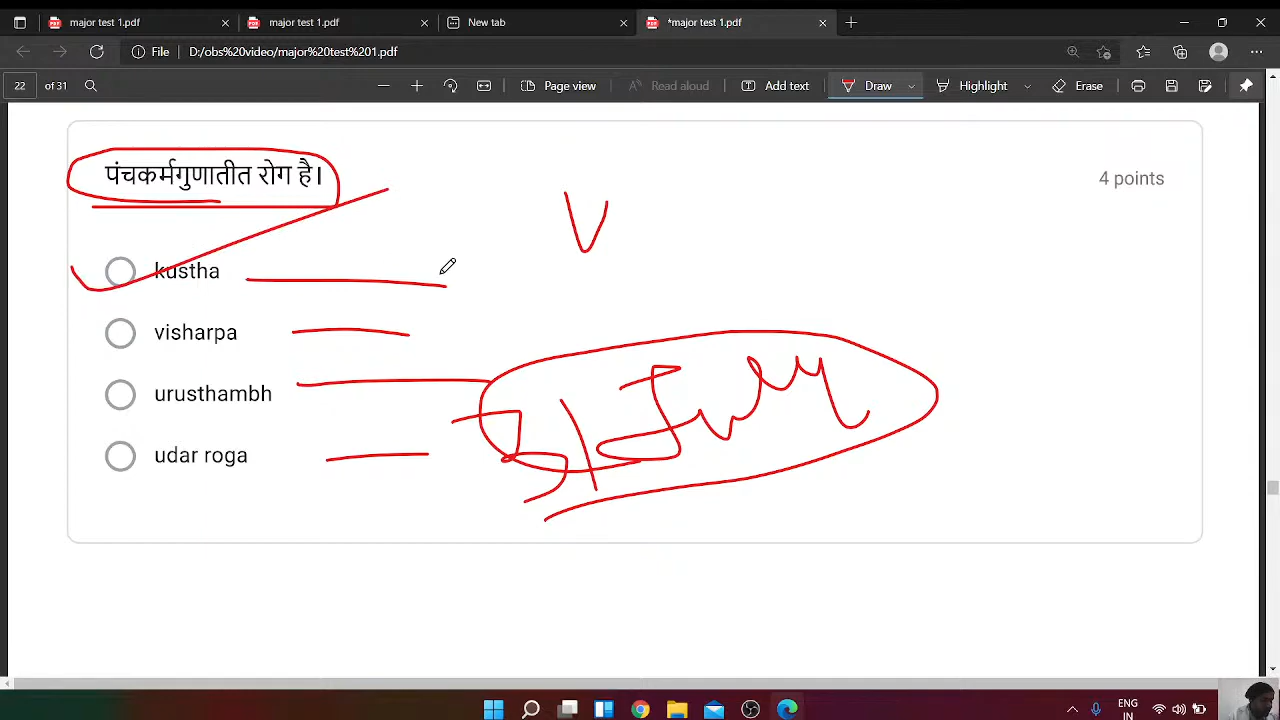 major test 1.pdf
major test 1.pdf
New tab
*major test 1.pdf
File
D:/obs%20video/major%20test%201.pdf
22 of 31
Page view
Read aloud
Add text
Draw
Highlight
Erase
पंचकर्मगुणातीत रोग है।
4 points
V
kustha
visharpa
urusthambh
udar roga
ENG
IN